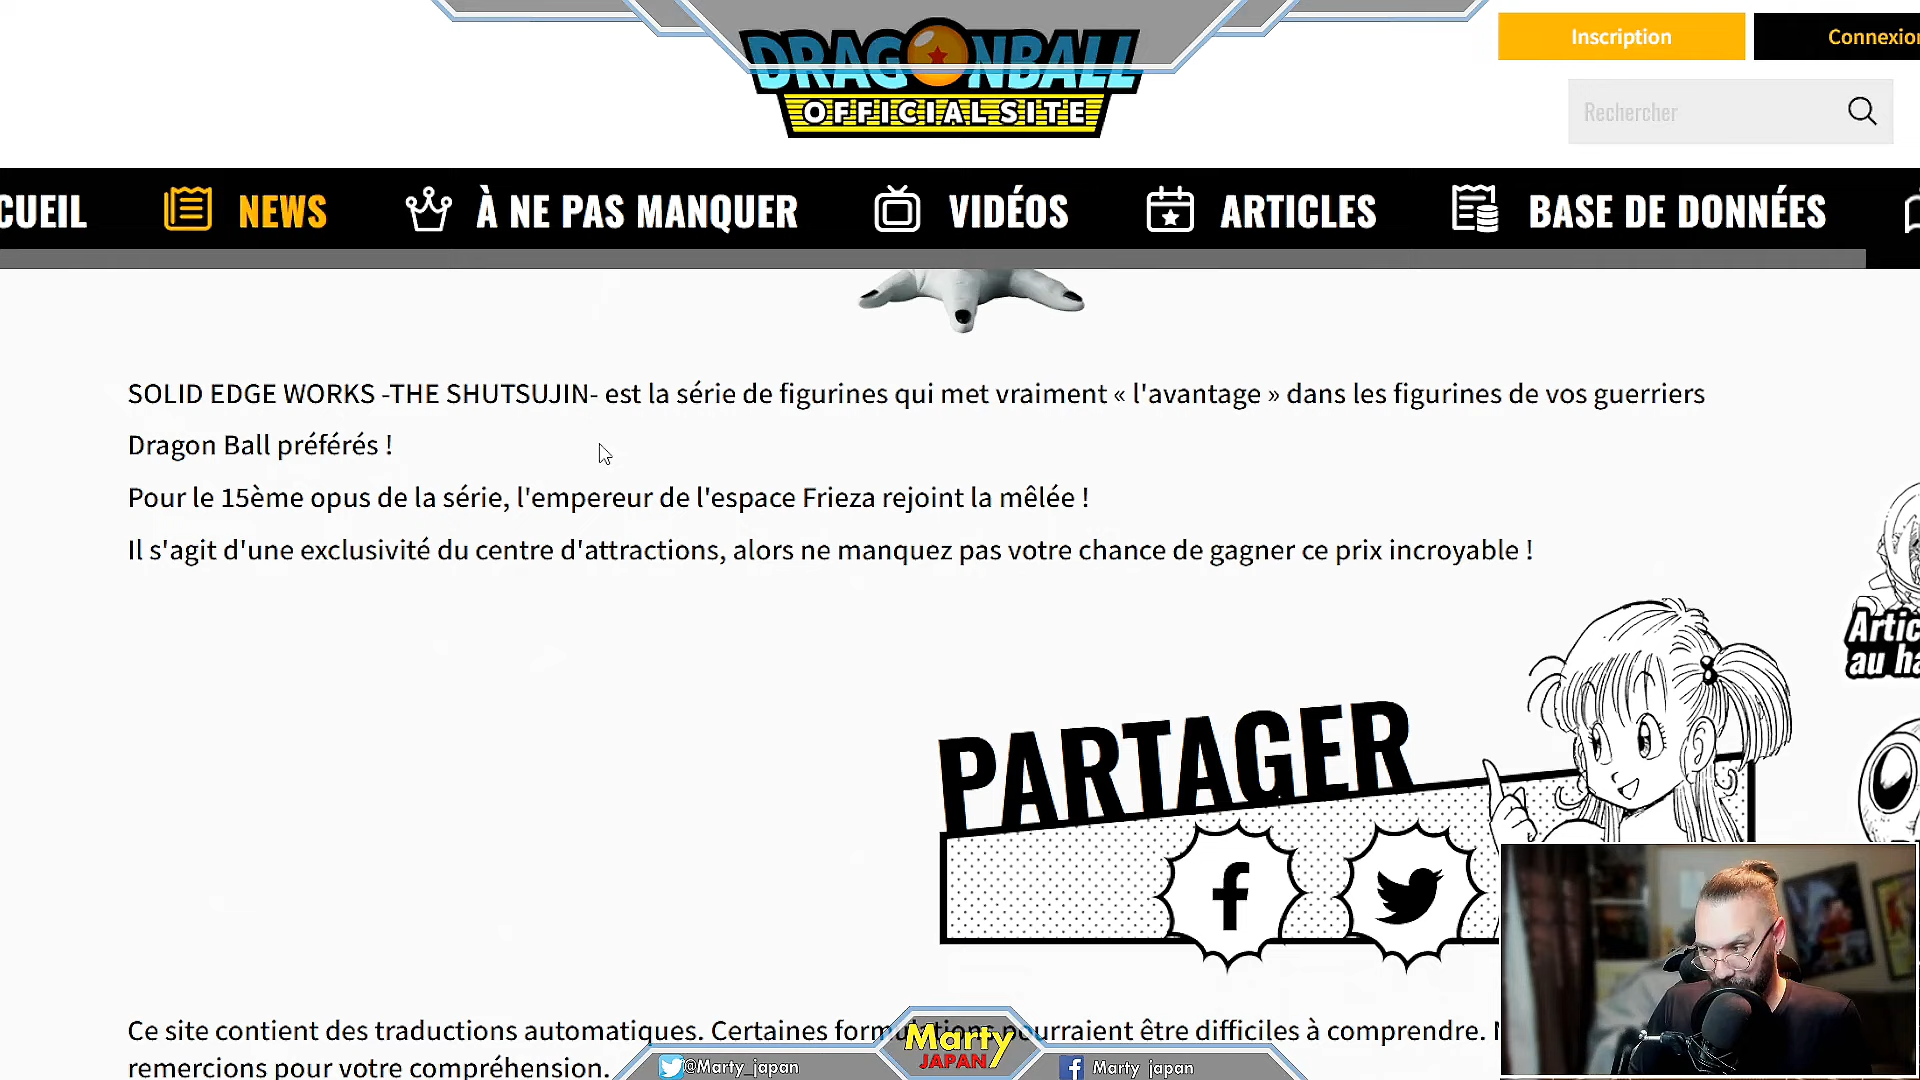 DRAGONBALL
OFFICIAL SITE
Inscription
Connexion
Rechercher
CUEIL
NEWS
À NE PAS MANQUER
VIDÉOS
ARTICLES
BASE DE DONNÉES
SOLID EDGE WORKS -THE SHUTSUJIN- est la série de figurines qui met vraiment « l'avantage » dans les figurines de vos guerriers
Dragon Ball préférés !
Pour le 15ème opus de la série, l'empereur de l'espace Frieza rejoint la mêlée !
Il s'agit d'une exclusivité du centre d'attractions, alors ne manquez pas votre chance de gagner ce prix incroyable !
Artic
au ha
PARTAGER
Ce site contient des traductions automatiques. Certaines formulations pourraient être difficiles à comprendre. N
remercions pour votre compréhension.
Marty
JAPAN
@Marty_japan
Marty japan